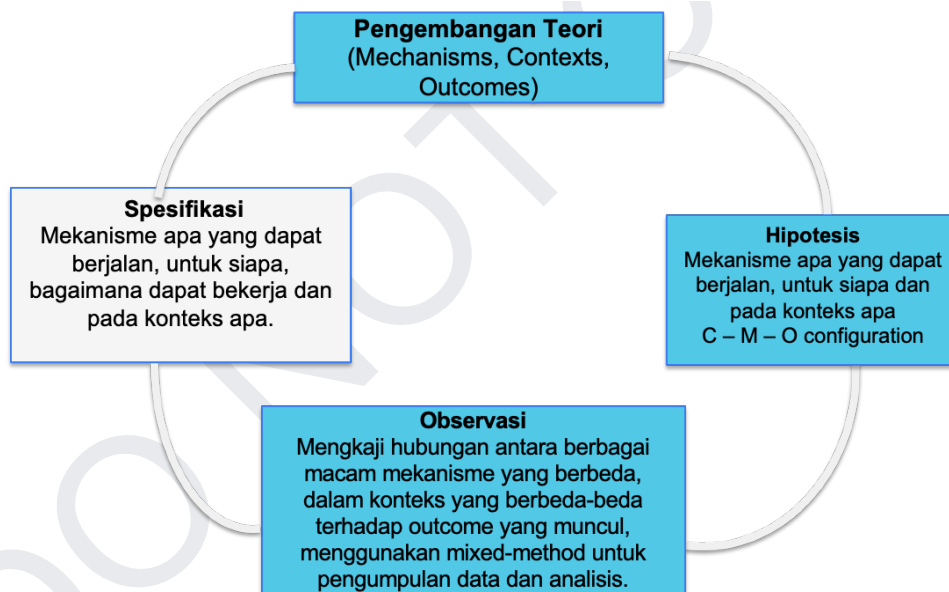 Pengembangan Teori
(Mechanisms, Contexts,
Outcomes)
Spesifikasi
Mekanisme apa yang dapat
berjalan, untuk siapa,
bagaimana dapat bekerja dan
pada konteks apa.
Hipotesis
Mekanisme apa yang dapat
berjalan, untuk siapa dan
pada konteks apa
C – M – O configuration
Observasi
Mengkaji hubungan antara berbagai
macam mekanisme yang berbeda,
dalam konteks yang berbeda-beda
terhadap outcome yang muncul,
menggunakan mixed-method untuk
pengumpulan data dan analisis.